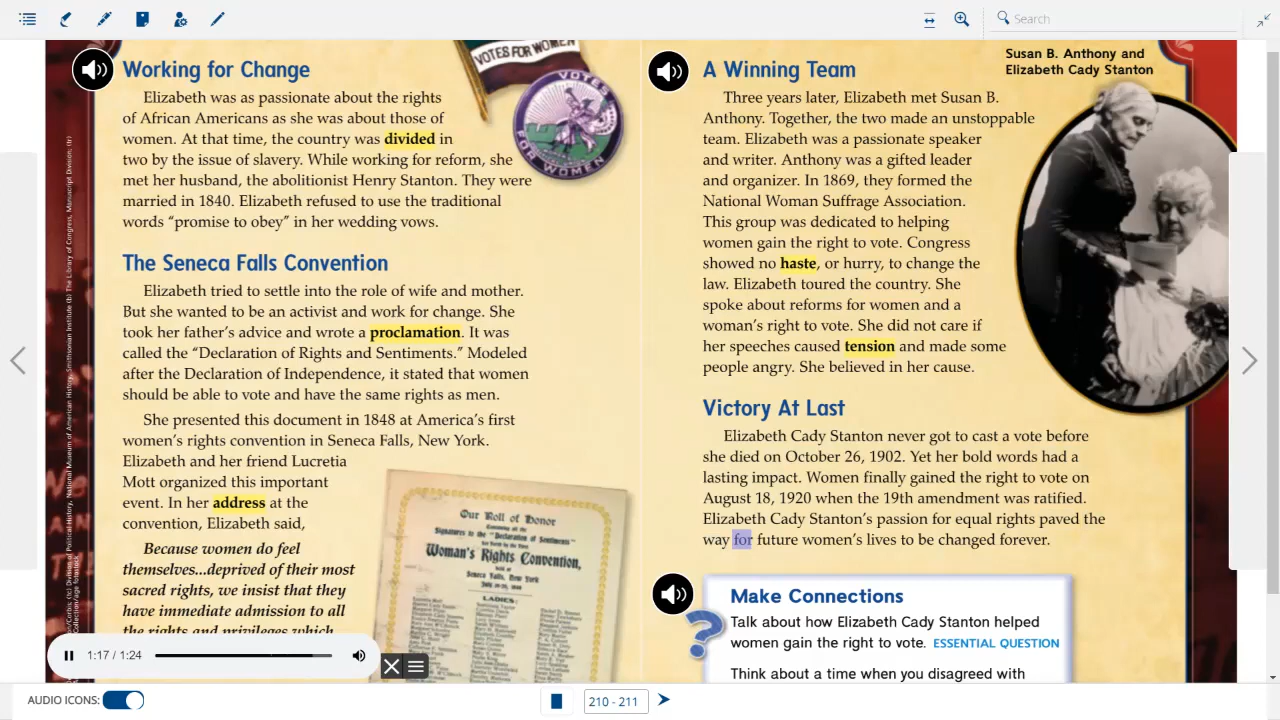 Search
VOTES FOR WOMEN
VOTES
FOR WOMEN
Working for Change
Elizabeth was as passionate about the rights
of African Americans as she was about those of
women. At that time, the country was divided in
two by the issue of slavery. While working for reform, she
met her husband, the abolitionist Henry Stanton. They were
married in 1840. Elizabeth refused to use the traditional
words “promise to obey” in her wedding vows.
The Seneca Falls Convention
Elizabeth tried to settle into the role of wife and mother.
But she wanted to be an activist and work for change. She
took her father’s advice and wrote a proclamation. It was
called the “Declaration of Rights and Sentiments.” Modeled
after the Declaration of Independence, it stated that women
should be able to vote and have the same rights as men.
She presented this document in 1848 at America’s first
women’s rights convention in Seneca Falls, New York.
Elizabeth and her friend Lucretia
Mott organized this important
event. In her address at the
convention, Elizabeth said,
Because women do feel
themselves...deprived of their most
sacred rights, we insist that they
have immediate admission to all
the rights and privileges which
Our Roll of Honor
Signatures to the "Declaration of Sentiments"
Woman's Rights Convention,
held at
Seneca Falls, New York
LADIES:
A Winning Team
Three years later, Elizabeth met Susan B.
Anthony. Together, the two made an unstoppable
team. Elizabeth was a passionate speaker
and writer. Anthony was a gifted leader
and organizer. In 1869, they formed the
National Woman Suffrage Association.
This group was dedicated to helping
women gain the right to vote. Congress
showed no haste, or hurry, to change the
law. Elizabeth toured the country. She
spoke about reforms for women and a
woman’s right to vote. She did not care if
her speeches caused tension and made some
people angry. She believed in her cause.
Susan B. Anthony and
Elizabeth Cady Stanton
Victory At Last
Elizabeth Cady Stanton never got to cast a vote before
she died on October 26, 1902. Yet her bold words had a
lasting impact. Women finally gained the right to vote on
August 18, 1920 when the 19th amendment was ratified.
Elizabeth Cady Stanton’s passion for equal rights paved the
way for future women’s lives to be changed forever.
Make Connections
Talk about how Elizabeth Cady Stanton helped
women gain the right to vote. ESSENTIAL QUESTION
Think about a time when you disagreed with
1:17 / 1:24
AUDIO ICONS:
210 - 211